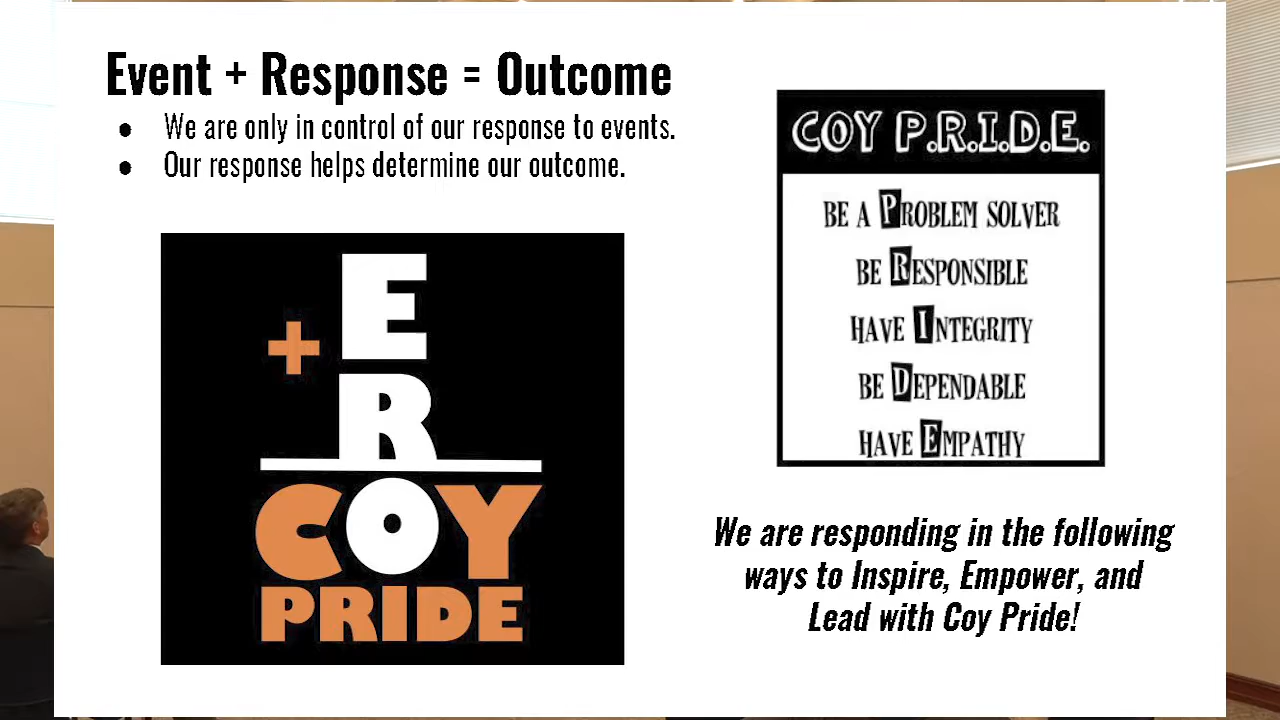 Event + Response = Outcome
● We are only in control of our response to events.
● Our response helps determine our outcome.
E
+
R
COY
PRIDE
COY P.R.I.D.E.
BE A PROBLEM SOLVER
BE RESPONSIBLE
HAVE INTEGRITY
BE DEPENDABLE
HAVE EMPATHY
We are responding in the following
ways to Inspire, Empower, and
Lead with Coy Pride!